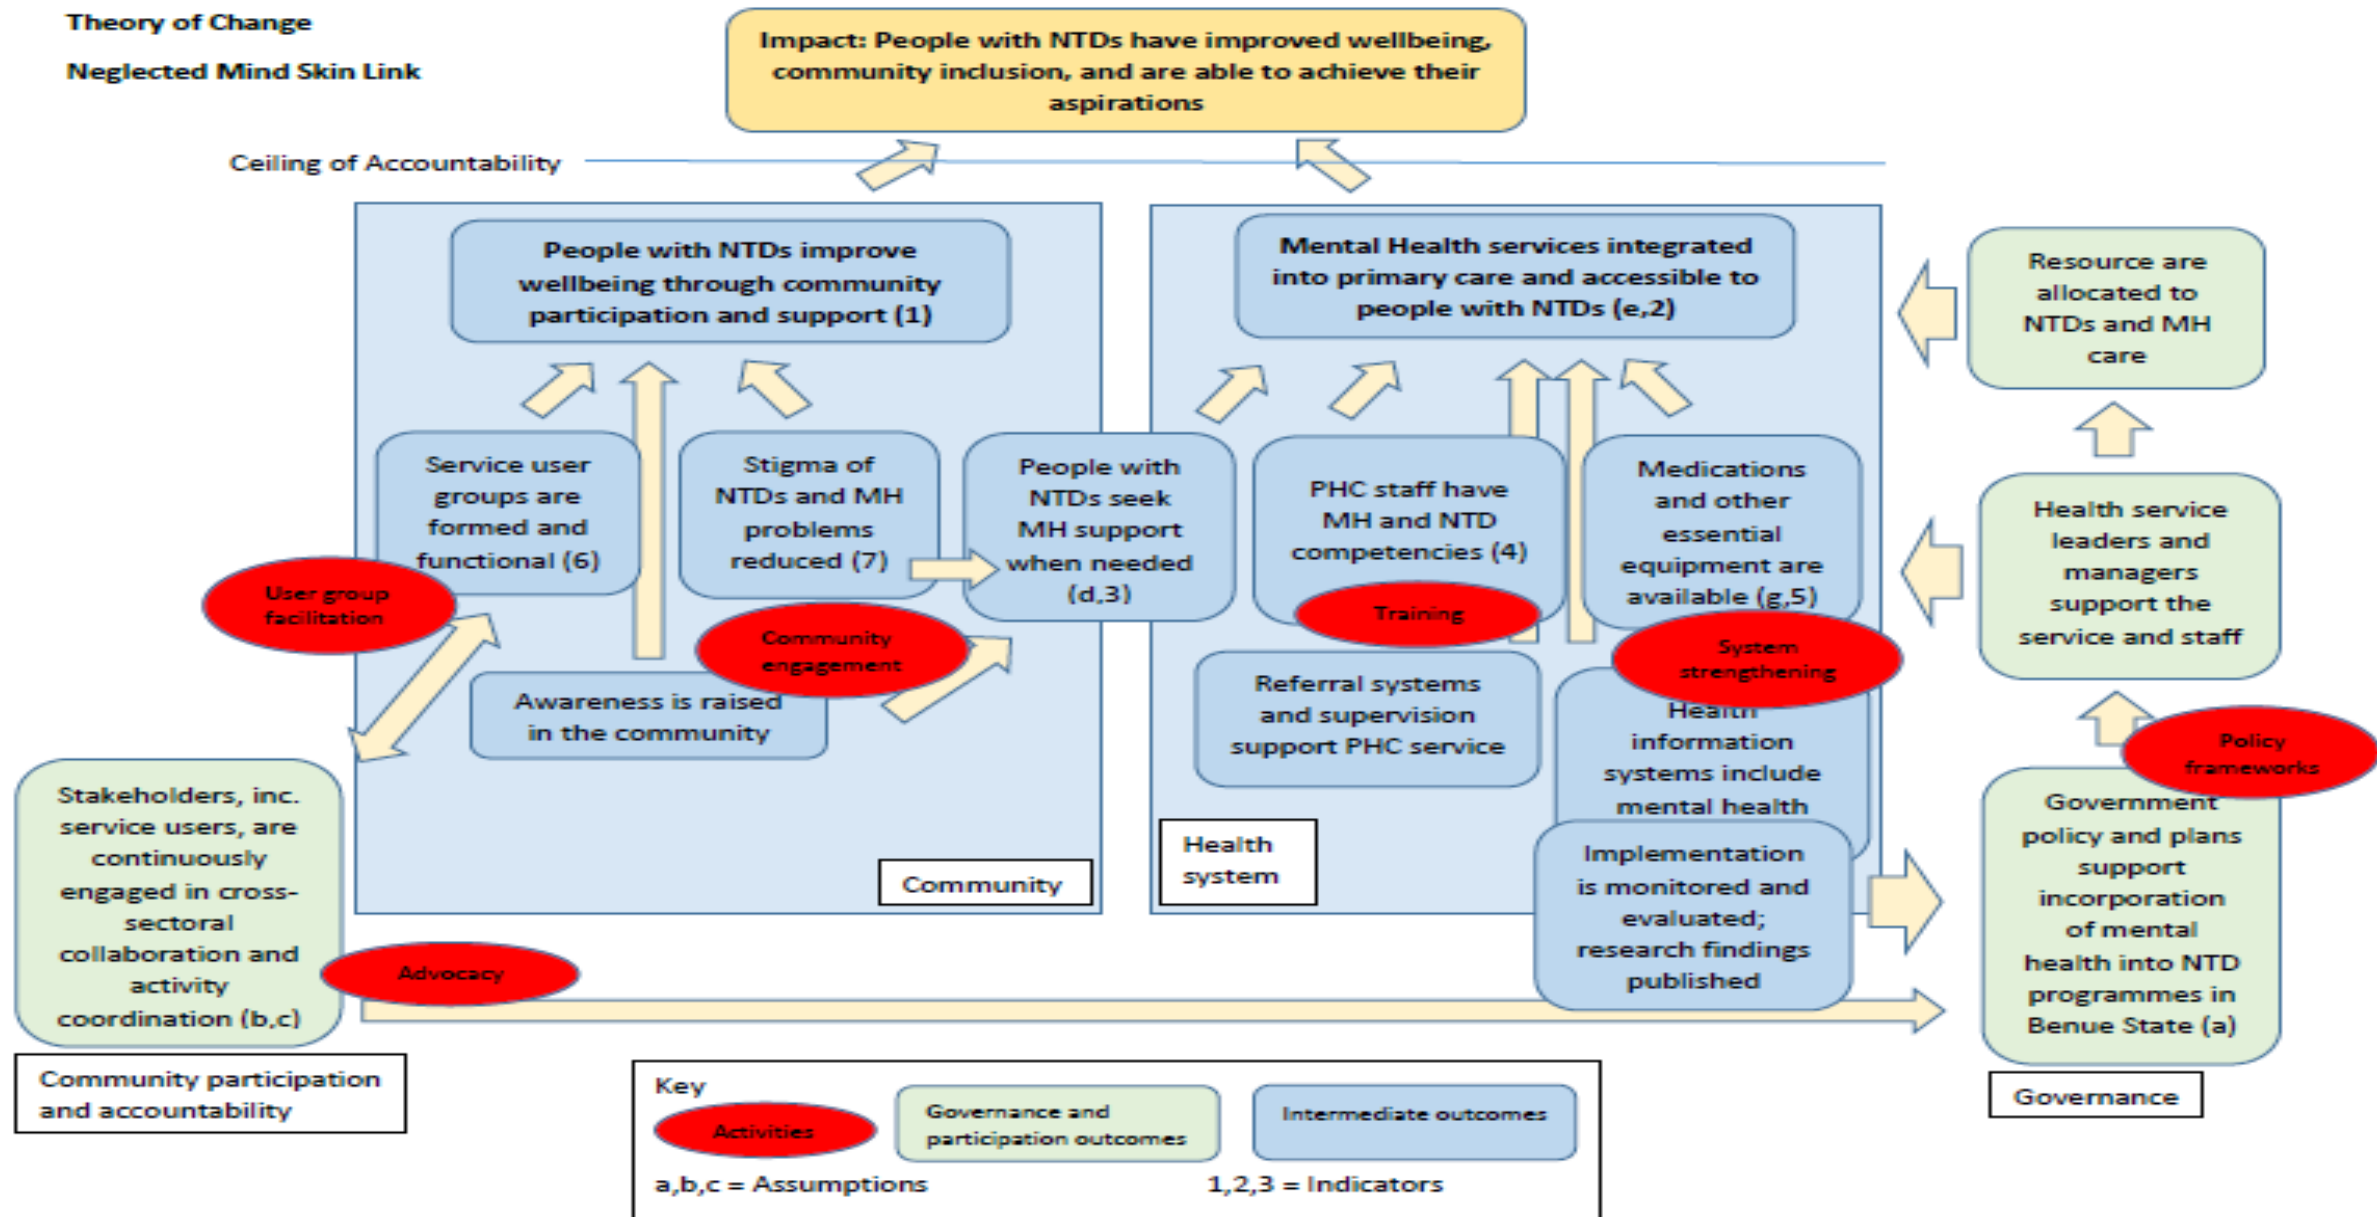 Theory of Change
Neglected Mind Skin Link
Impact: People with NTDs have improved wellbeing,
community inclusion, and are able to achieve their
aspirations
Ceiling of Accountability
People with NTDs improve
wellbeing through community
participation and support (1)
Mental Health services integrated
into primary care and accessible to
people with NTDs (e,2)
Resource are
allocated to
NTDs and MH
care
Service user
groups are
formed and
functional (6)
Stigma of
NTDs and MH
problems
reduced (7)
People with
NTDs seek
MH support
when needed
(d,3)
PHC staff have
MH and NTD
competencies (4)
Medications
and other
essential
equipment are
available (g,5)
Health service
leaders and
managers
support the
service and staff
User group
facilitation
Community
engagement
Training
System
strengthening
Awareness is raised
in the community
Referral systems
and supervision
support PHC service
Health
information
systems include
mental health
Policy
frameworks
Stakeholders, inc.
service users, are
continuously
engaged in cross-
sectoral
collaboration and
activity
coordination (b,c)
Community
Health
system
Implementation
is monitored and
evaluated;
research findings
published
Government
policy and plans
support
incorporation
of mental
health into NTD
programmes in
Benue State (a)
Advocacy
Community participation
and accountability
Governance
Key
Activities
Governance and
participation outcomes
Intermediate outcomes
a,b,c = Assumptions
1,2,3 = Indicators